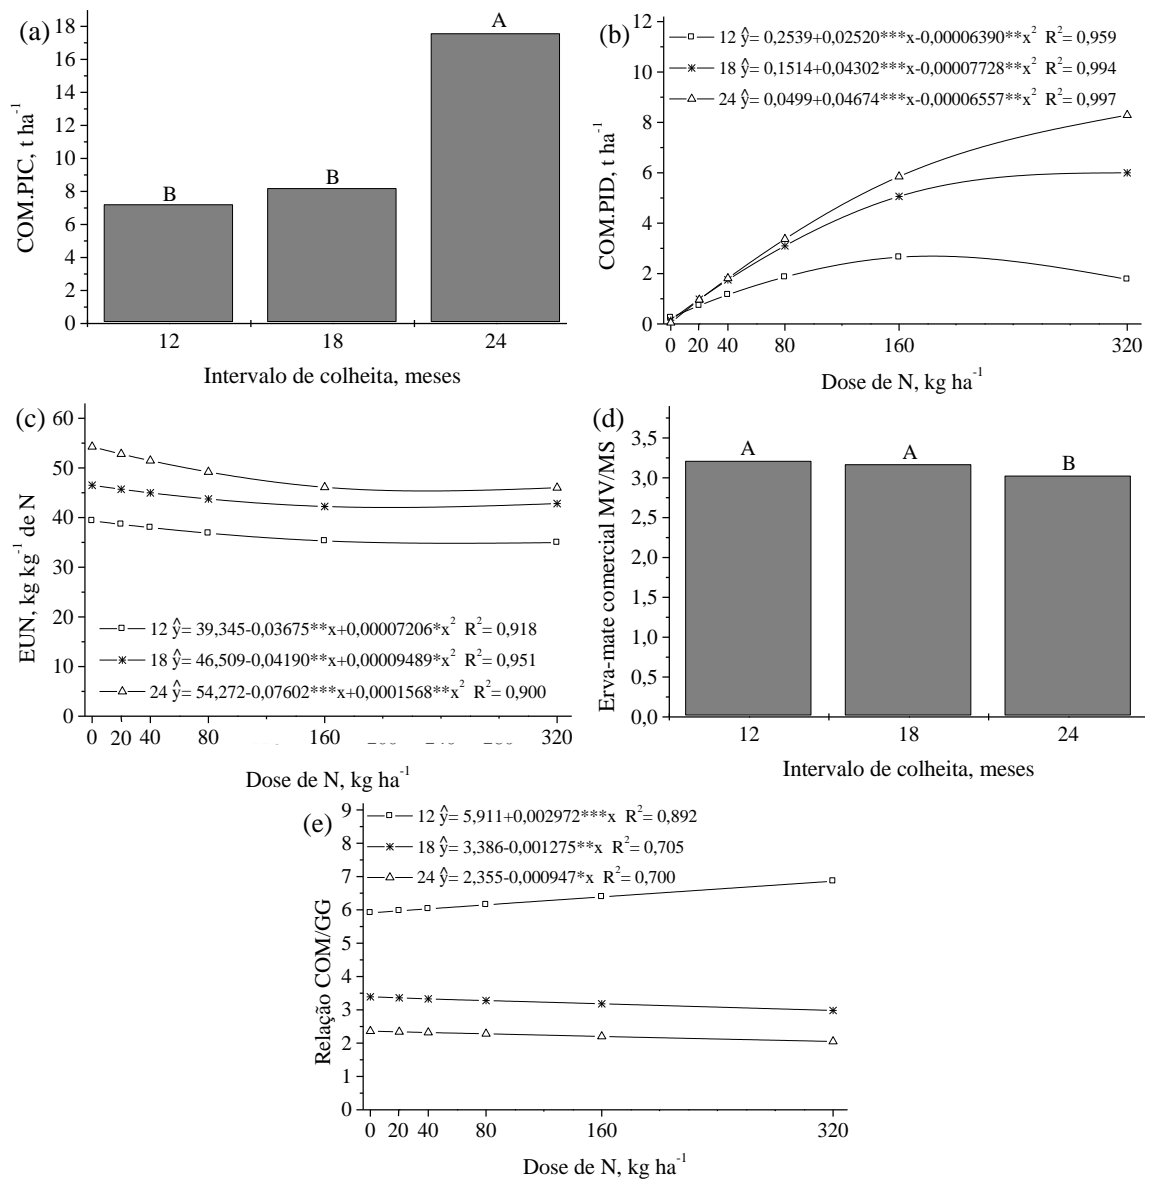 (a)
COM.PIC, t ha-1
18
16
14
12
10
8
6
4
2
0
B
B
A
12
18
24
Intervalo de colheita, meses
(b)
COM.PID, t ha-1
12
10
8
6
4
2
0
12 ŷ= 0,2539+0,02520***x-0,00006390**x2 R2= 0,959
18 ŷ= 0,1514+0,04302***x-0,00007728**x2 R2= 0,994
24 ŷ= 0,0499+0,04674***x-0,00006557**x2 R2= 0,997
0 20 40 80 160 320
Dose de N, kg ha-1
(c)
EUN, kg kg-1 de N
60
50
40
30
20
10
0
12 ŷ= 39,345-0,03675**x+0,00007206*x2 R2= 0,918
18 ŷ= 46,509-0,04190**x+0,00009489*x2 R2= 0,951
24 ŷ= 54,272-0,07602***x+0,0001568**x2 R2= 0,900
0 20 40 80 160 320
Dose de N, kg ha-1
(d)
Erva-mate comercial MV/MS
3,5
3,0
2,5
2,0
1,5
1,0
0,5
0,0
A
A
B
12
18
24
Intervalo de colheita, meses
(e)
Relação COM/GG
9
8
7
6
5
4
3
2
1
0
12 ŷ= 5,911+0,002972***x R2= 0,892
18 ŷ= 3,386-0,001275**x R2= 0,705
24 ŷ= 2,355-0,000947*x R2= 0,700
0 20 40 80 160 320
Dose de N, kg ha-1